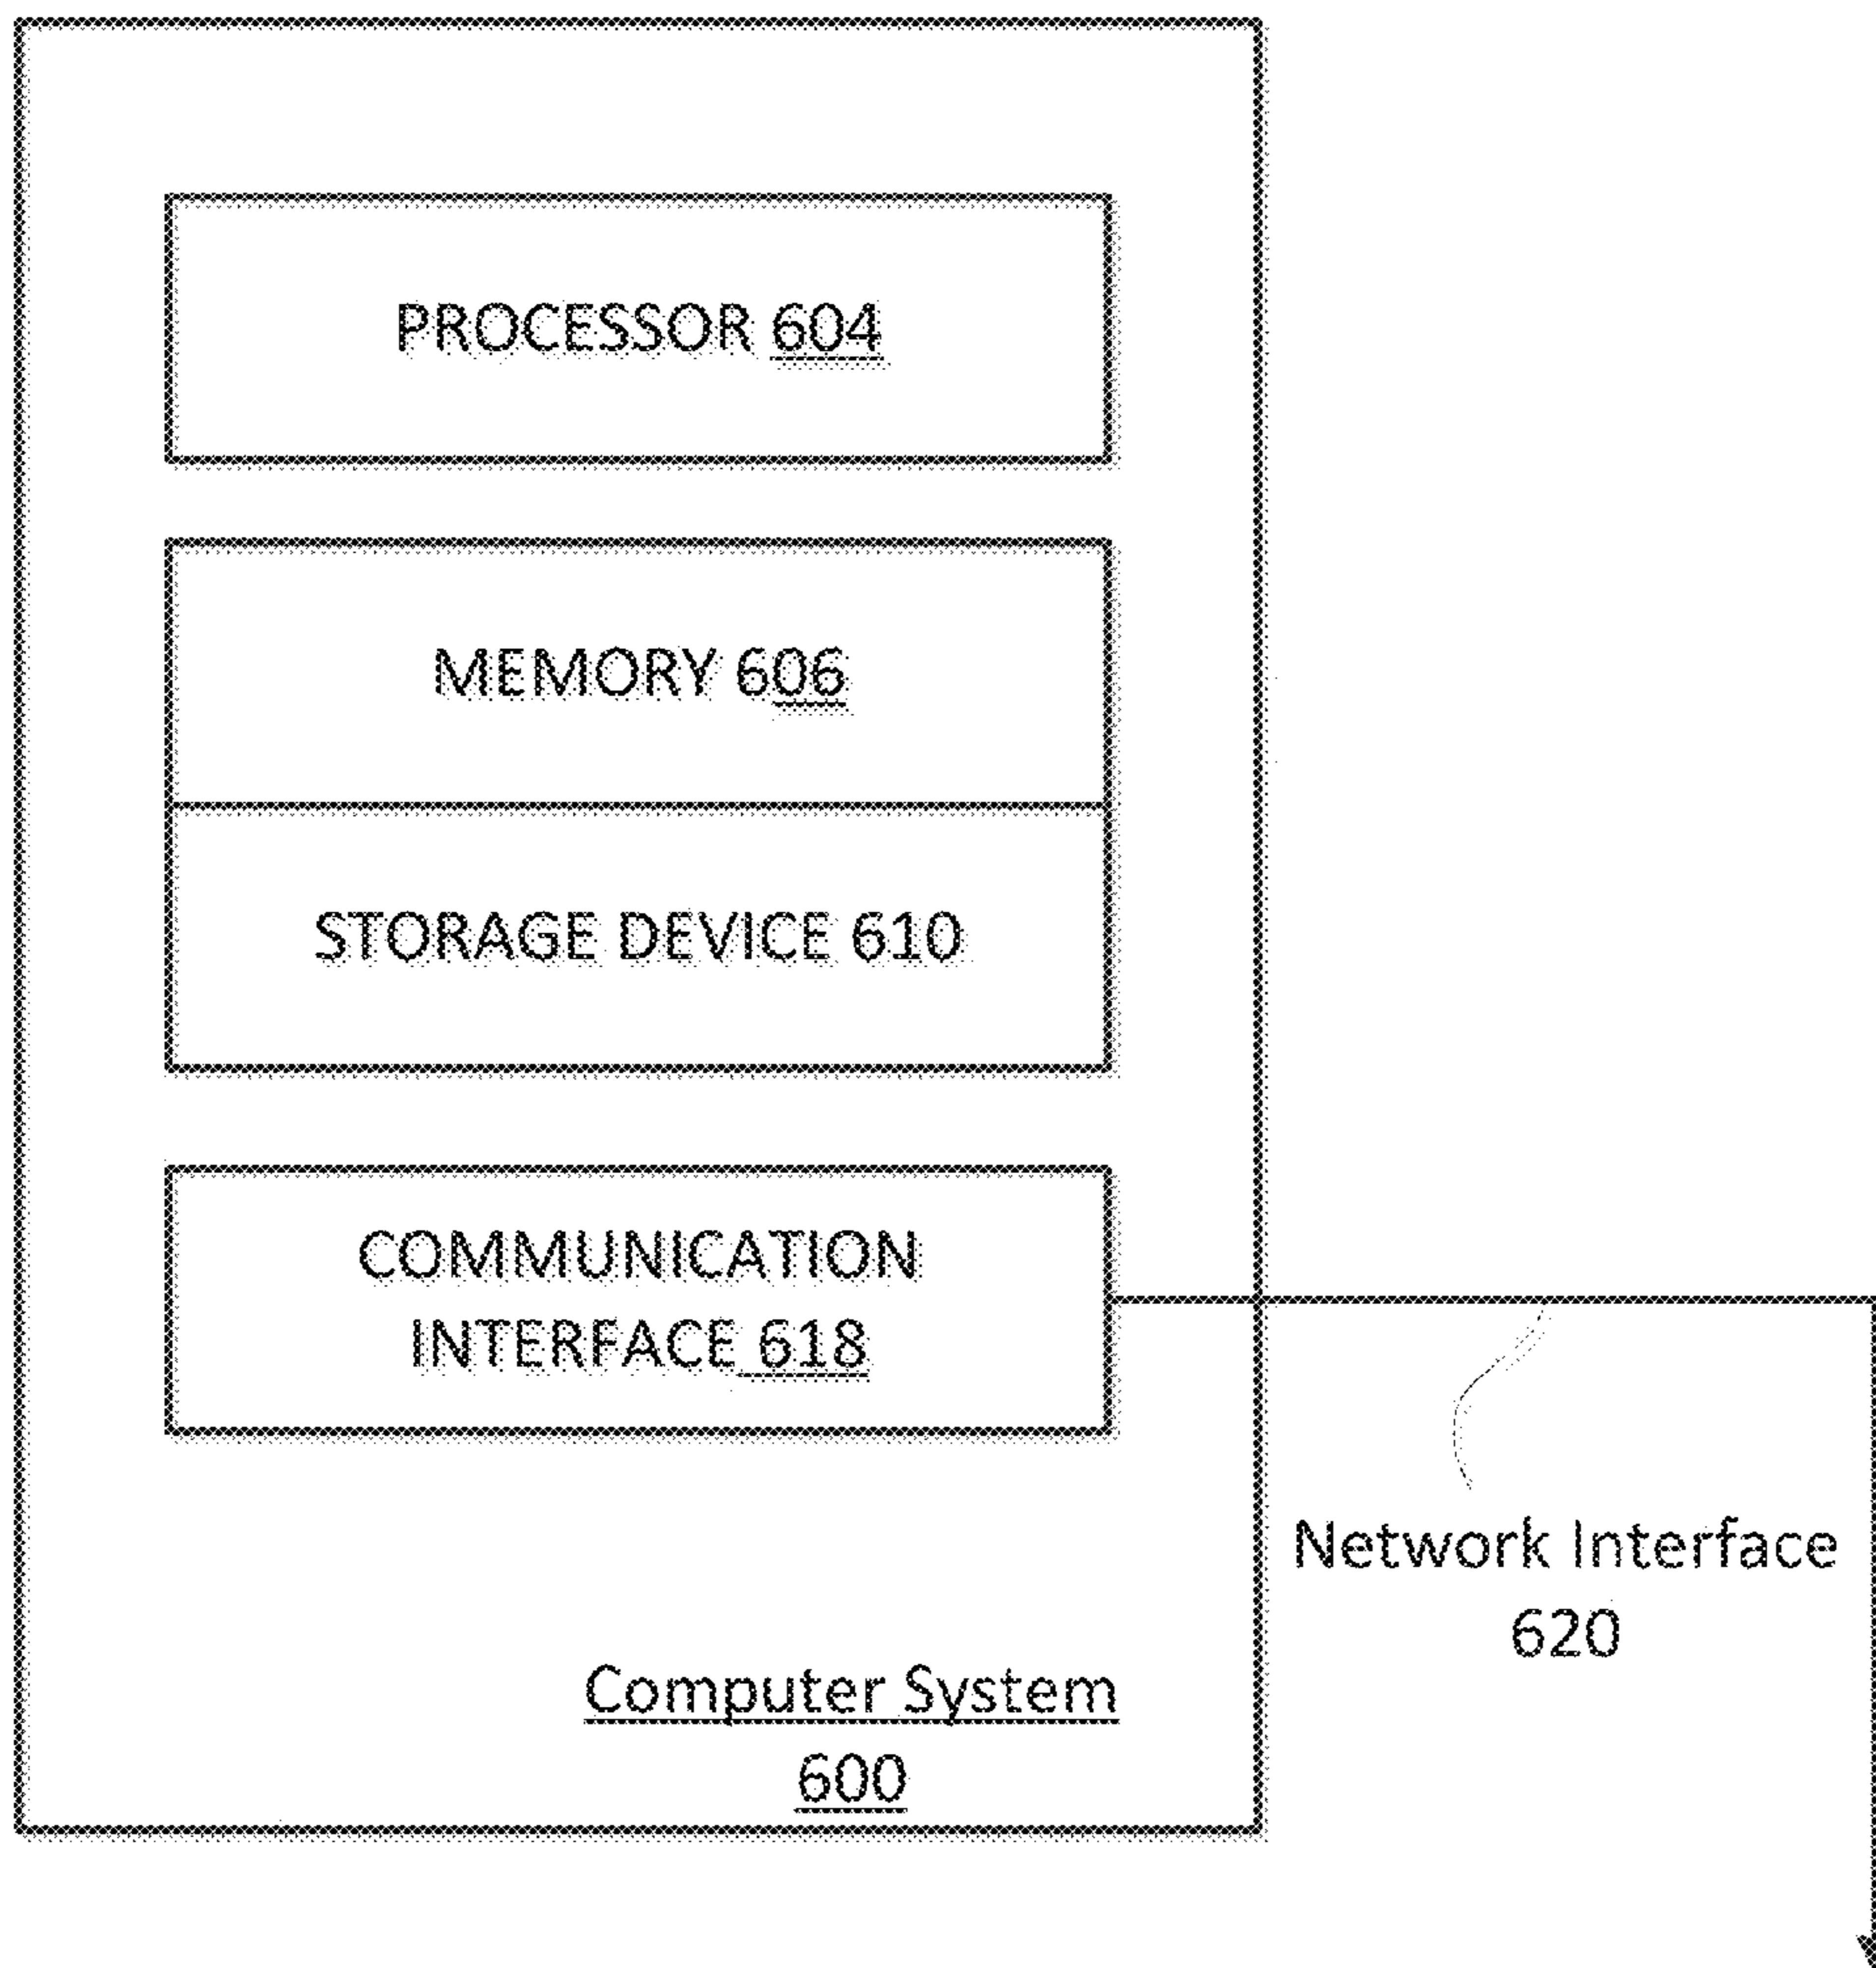 PROCESSOR 604
MEMORY 606
STORAGE DEVICE 610
COMMUNICATION
INTERFACE 618
Network Interface
620
Computer System
600